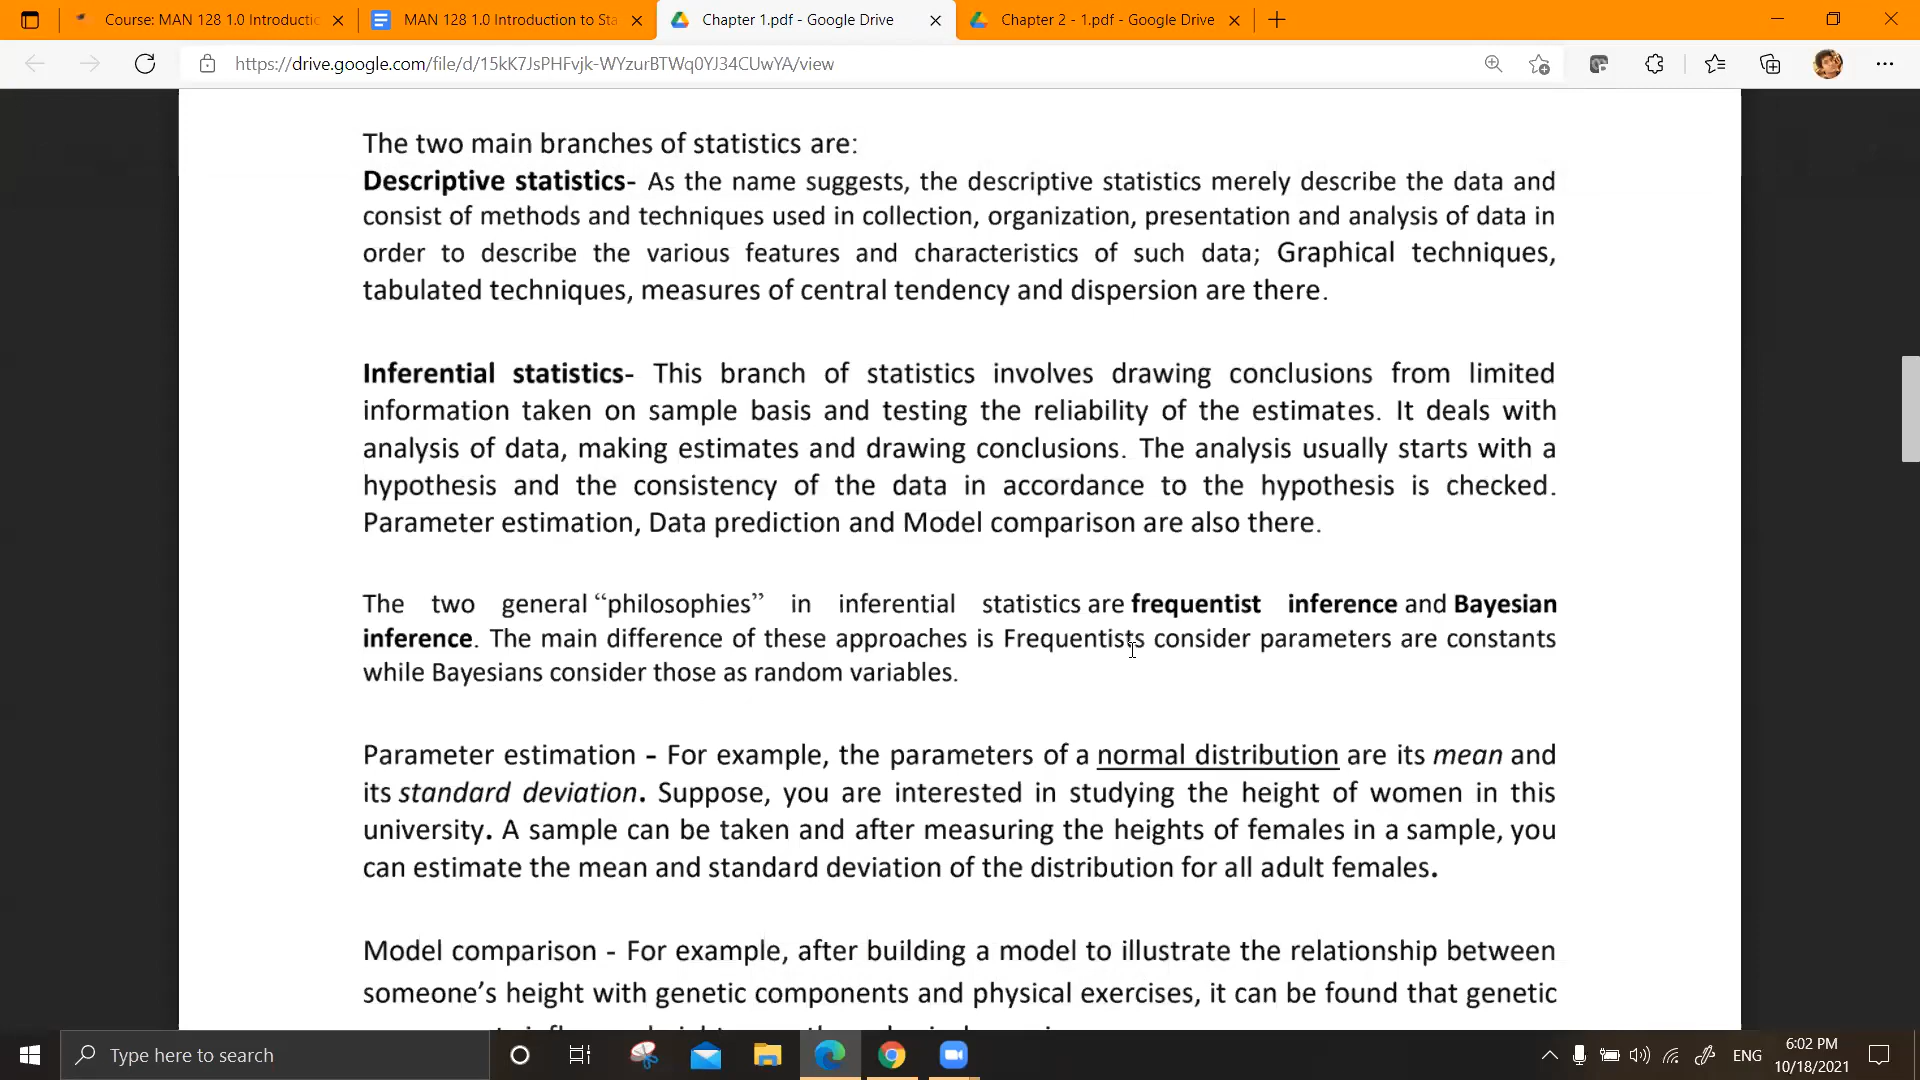 Course: MAN 128 1.0 Introductic
MAN 128 1.0 Introduction to Sta
Chapter 1.pdf - Google Drive
Chapter 2 - 1.pdf - Google Drive
https://drive.google.com/file/d/15kK7JsPHFvjk-WYzurBTWq0YJ34CUwYA/view
The two main branches of statistics are:
Descriptive statistics- As the name suggests, the descriptive statistics merely describe the data and
consist of methods and techniques used in collection, organization, presentation and analysis of data in
order to describe the various features and characteristics of such data; Graphical techniques,
tabulated techniques, measures of central tendency and dispersion are there.
Inferential statistics- This branch of statistics involves drawing conclusions from limited
information taken on sample basis and testing the reliability of the estimates. It deals with
analysis of data, making estimates and drawing conclusions. The analysis usually starts with a
hypothesis and the consistency of the data in accordance to the hypothesis is checked.
Parameter estimation, Data prediction and Model comparison are also there.
The two general “philosophies” in inferential statistics are frequentist inference and Bayesian
inference. The main difference of these approaches is Frequentists consider parameters are constants
while Bayesians consider those as random variables.
Parameter estimation - For example, the parameters of a normal distribution are its mean and
its standard deviation. Suppose, you are interested in studying the height of women in this
university. A sample can be taken and after measuring the heights of females in a sample, you
can estimate the mean and standard deviation of the distribution for all adult females.
Model comparison - For example, after building a model to illustrate the relationship between
someone’s height with genetic components and physical exercises, it can be found that genetic
Type here to search
ENG
6:02 PM
10/18/2021